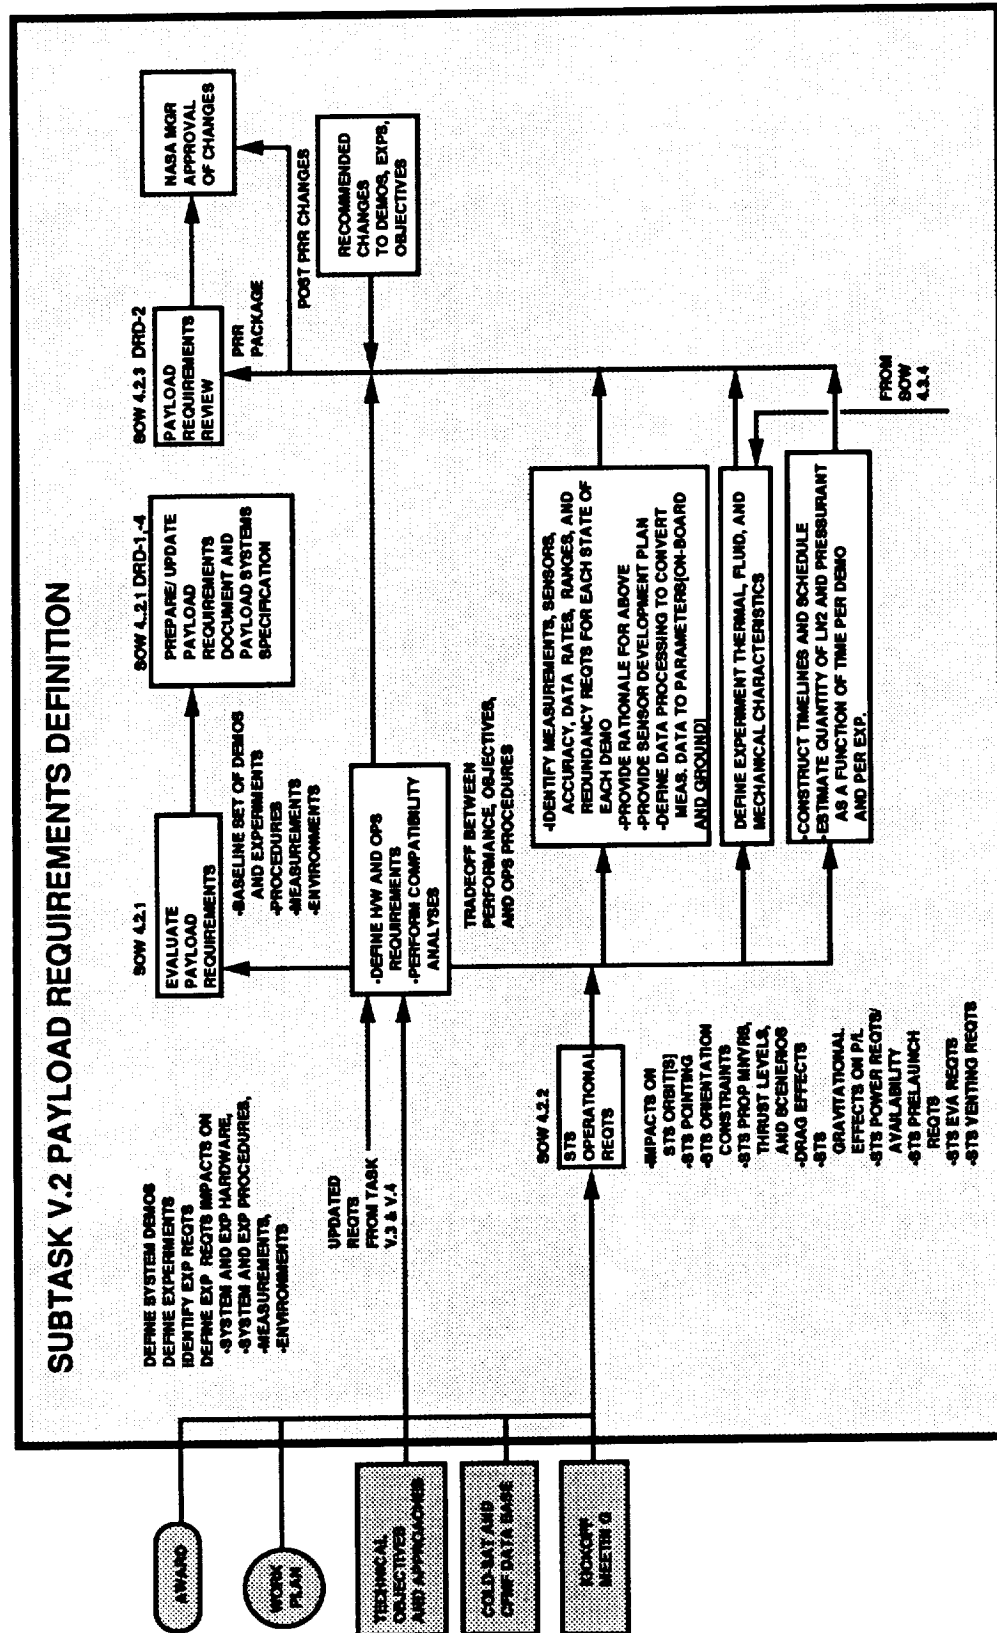 SUBTASK V.2 PAYLOAD REQUIREMENTS DEFINITION
AWARD
WORK
PLAN
TECHNICAL
OBJECTIVES
AND APPROACHES
COLD-SAT AND
CFMF DATA BASE
KICKOFF
MEETING
DEFINE SYSTEM DEMOS
DEFINE EXPERIMENTS
IDENTIFY EXP REQTS
DEFINE EXP REQTS IMPACTS ON
•SYSTEM AND EXP HARDWARE,
•SYSTEM AND EXP PROCEDURIES,
•MEASUREMENTS,
•ENVIRONMENTS
UPDATED
REQTS
FROM TASK
V.3 & V.4
SOW 4.2.1
EVALUATE
PAYLOAD
REQUIREMENTS
•BASELINE SET OF DEMOS
AND EXPERIMENTS
•PROCEDURES
•MEASUREMENTS
•ENVIRONMENTS
SOW 4..2.1 DRD-1,-4
PREPARE/ UPDATE
PAYLOAD
REQUIREMENTS
DOCUMENT AND
PAYLOAD SYSTEMS
SPECIFICATION
SOW 4.2.3 DRD-2
PAYLOAD
REQUIREMENTS
REVIEW
PRR
PACKAGE
NASA MGR
APPROVAL
OF CHANGES
POST PRR CHANGES
RECOMMENDED
CHANGES
TO DEMOS, EXPS,
OBJECTIVES
•DEFINE H/W AND OPS
REQUIREMENTS
•PERFORM COMPATIBILITY
ANALYSES
TRADEOFF BETWEEN
PERFORMANCE, OBJECTIVES,
AND OPS PROCEDURES
SOW 4.2.2
STS
OPERATIONAL
REQTS
•IMPACTS ON
STS ORBIT[S]
•STS POINTING
•STS ORIENTATION
CONSTRAINTS
•STS PROP MNVRS,
THRUST LEVELS,
AND SCENERIOS
•DRAG EFFECTS
•STS
GRAVITATIONAL
EFFECTS ON P/L
•STS POWER REQTS/
AVAILABILITY
•STS PRELAUNCH
REQTS
•STS EVA REQTS
•STS VENTING REQTS
•IDENTIFY MEASUREMENTS, SENSORS,
ACCURACY, DATA RATES, RANGES, AND
REDUNDANCY REQTS FOR EACH STATE OF
EACH DEMO
•PROVIDE RATIONALE FOR ABOVE
•PROVIDE SENSOR DEVELOPMENT PLAN
•DEFINE DATA PROCESSING TO CONVERT
MEAS. DATA TO PARAMETERS[ON-BOARD
AND GROUND]
DEFINE EXPERIMENT THERMAL, FLUID, AND
MECHANICAL CHARACTERISTICS
•CONSTRUCT TIMELINES AND SCHEDULE
•ESTIMATE QUANTITY OF LN2 AND PRESSURANT
AS A FUNCTION OF TIME PER DEMO
AND PER EXP.
FROM
SOW
4.3.4